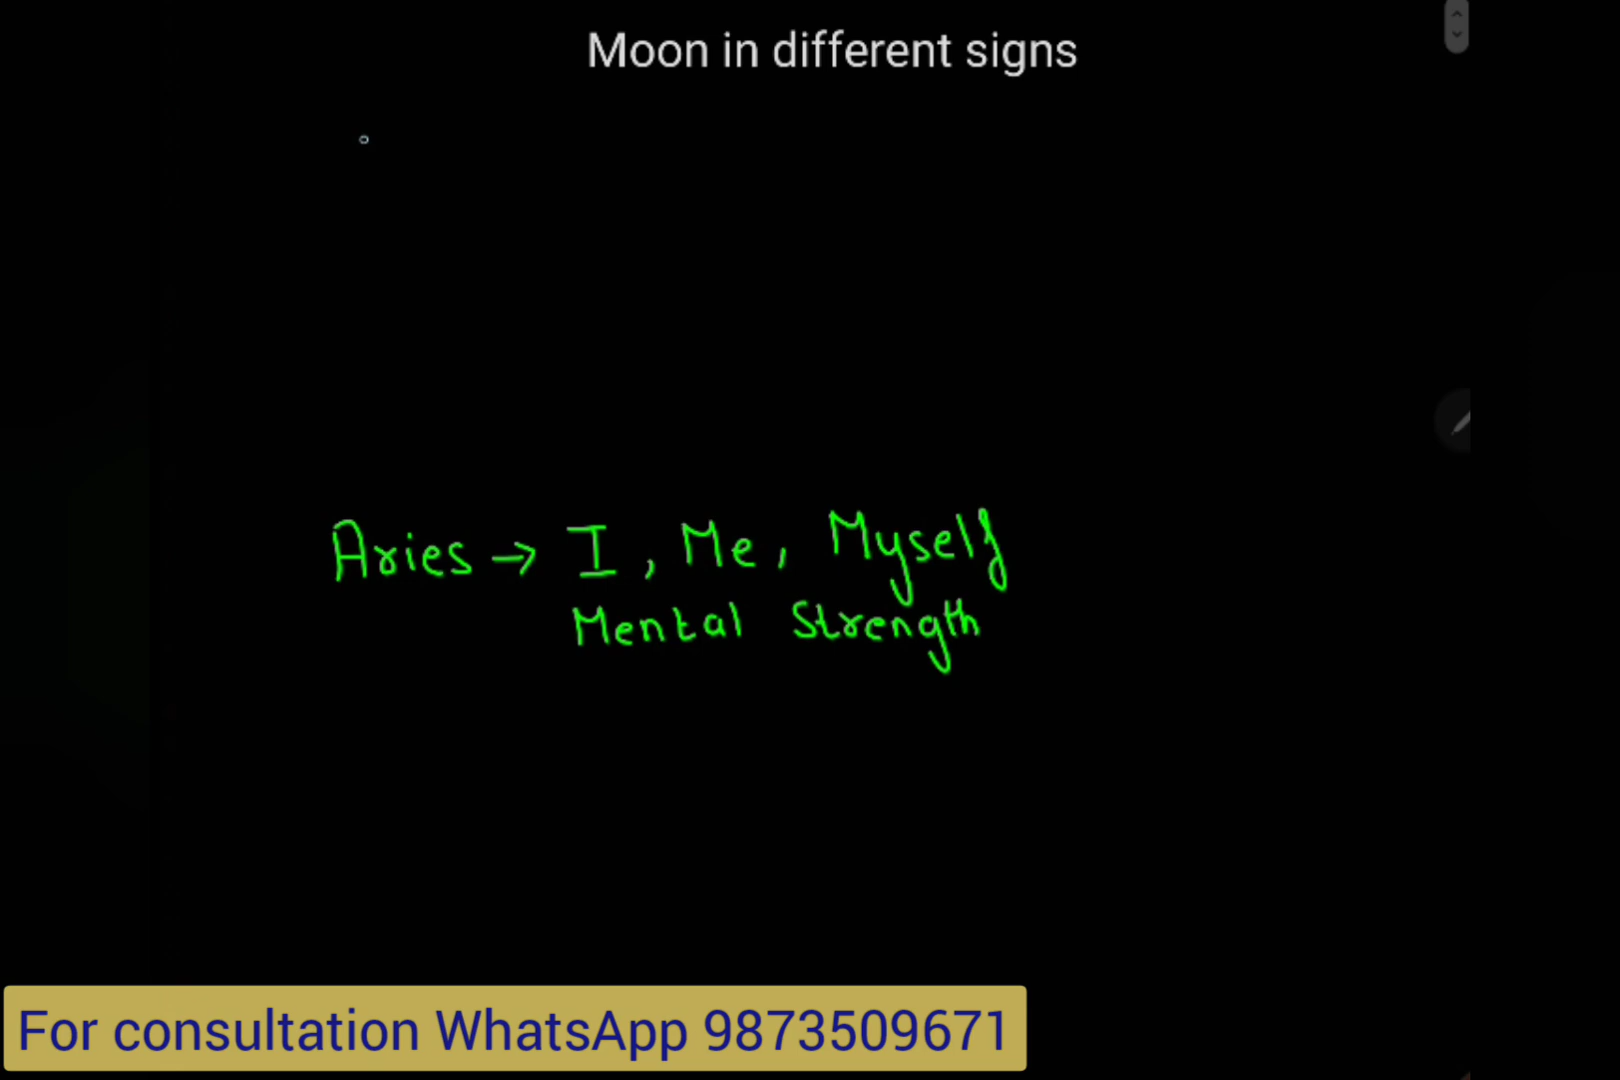 Moon in different signs
Aries → I, Me, Myself
Mental Strength
For consultation WhatsApp 9873509671